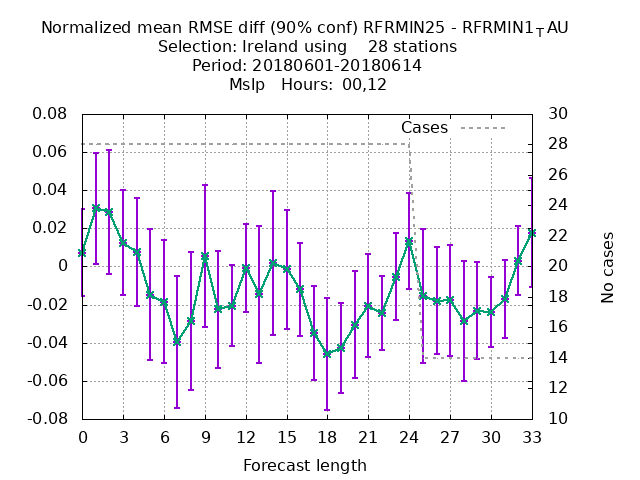 Normalized mean RMSE diff (90% conf) RFRMIN25 - RFRMIN1_TAU
Selection: Ireland using 28 stations
Period: 20180601-20180614
Mslp Hours: 00,12
Cases
0.08
0.06
0.04
0.02
0
-0.02
-0.04
-0.06
-0.08
30
28
26
24
22
20
18
16
14
12
10
No cases
0 3 6 9 12 15 18 21 24 27 30 33
Forecast length